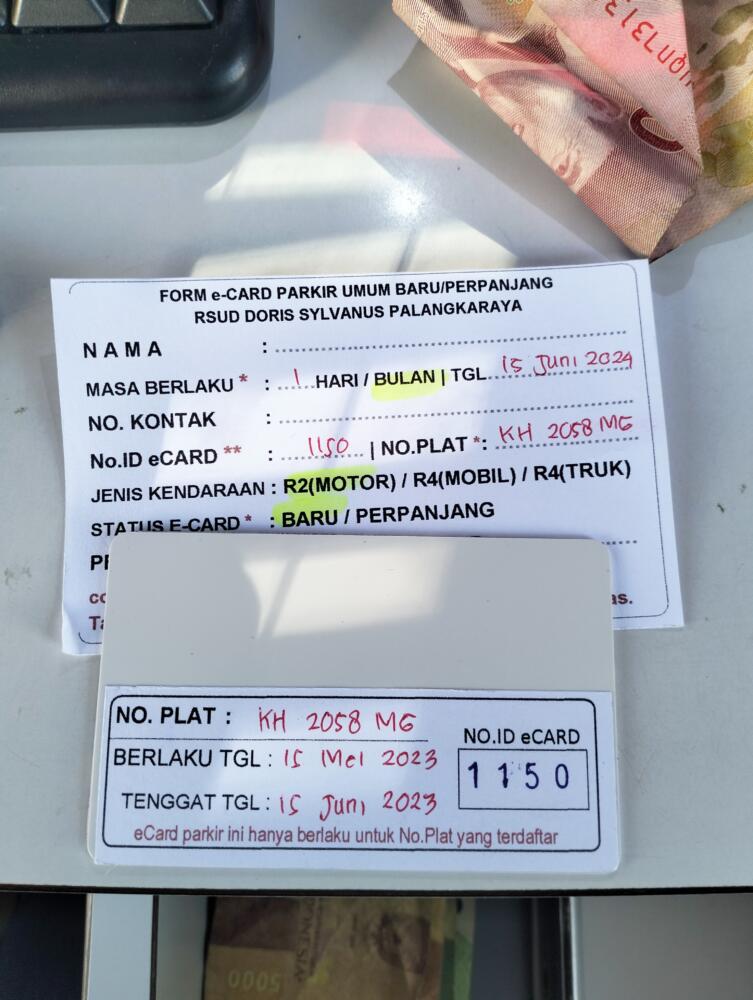 FORM e-CARD PARKIR UMUM BARU/PERPANJANG
RSUD DORIS SYLVANUS PALANGKARAYA
NAMA :
MASA BERLAKU * : 1 HARI / BULAN | TGL 15 Juni 2024
NO. KONTAK :
No.ID eCARD ** : 1150 | NO.PLAT *: KH 2058 MG
JENIS KENDARAAN : R2(MOTOR) / R4(MOBIL) / R4(TRUK)
STATUS E-CARD * : BARU / PERPANJANG
NO. PLAT : KH 2058 MG
BERLAKU TGL : 15 Mei 2023
TENGGAT TGL : 15 Juni 2023
NO.ID eCARD
1150
eCard parkir ini hanya berlaku untuk No.Plat yang terdaftar
5000